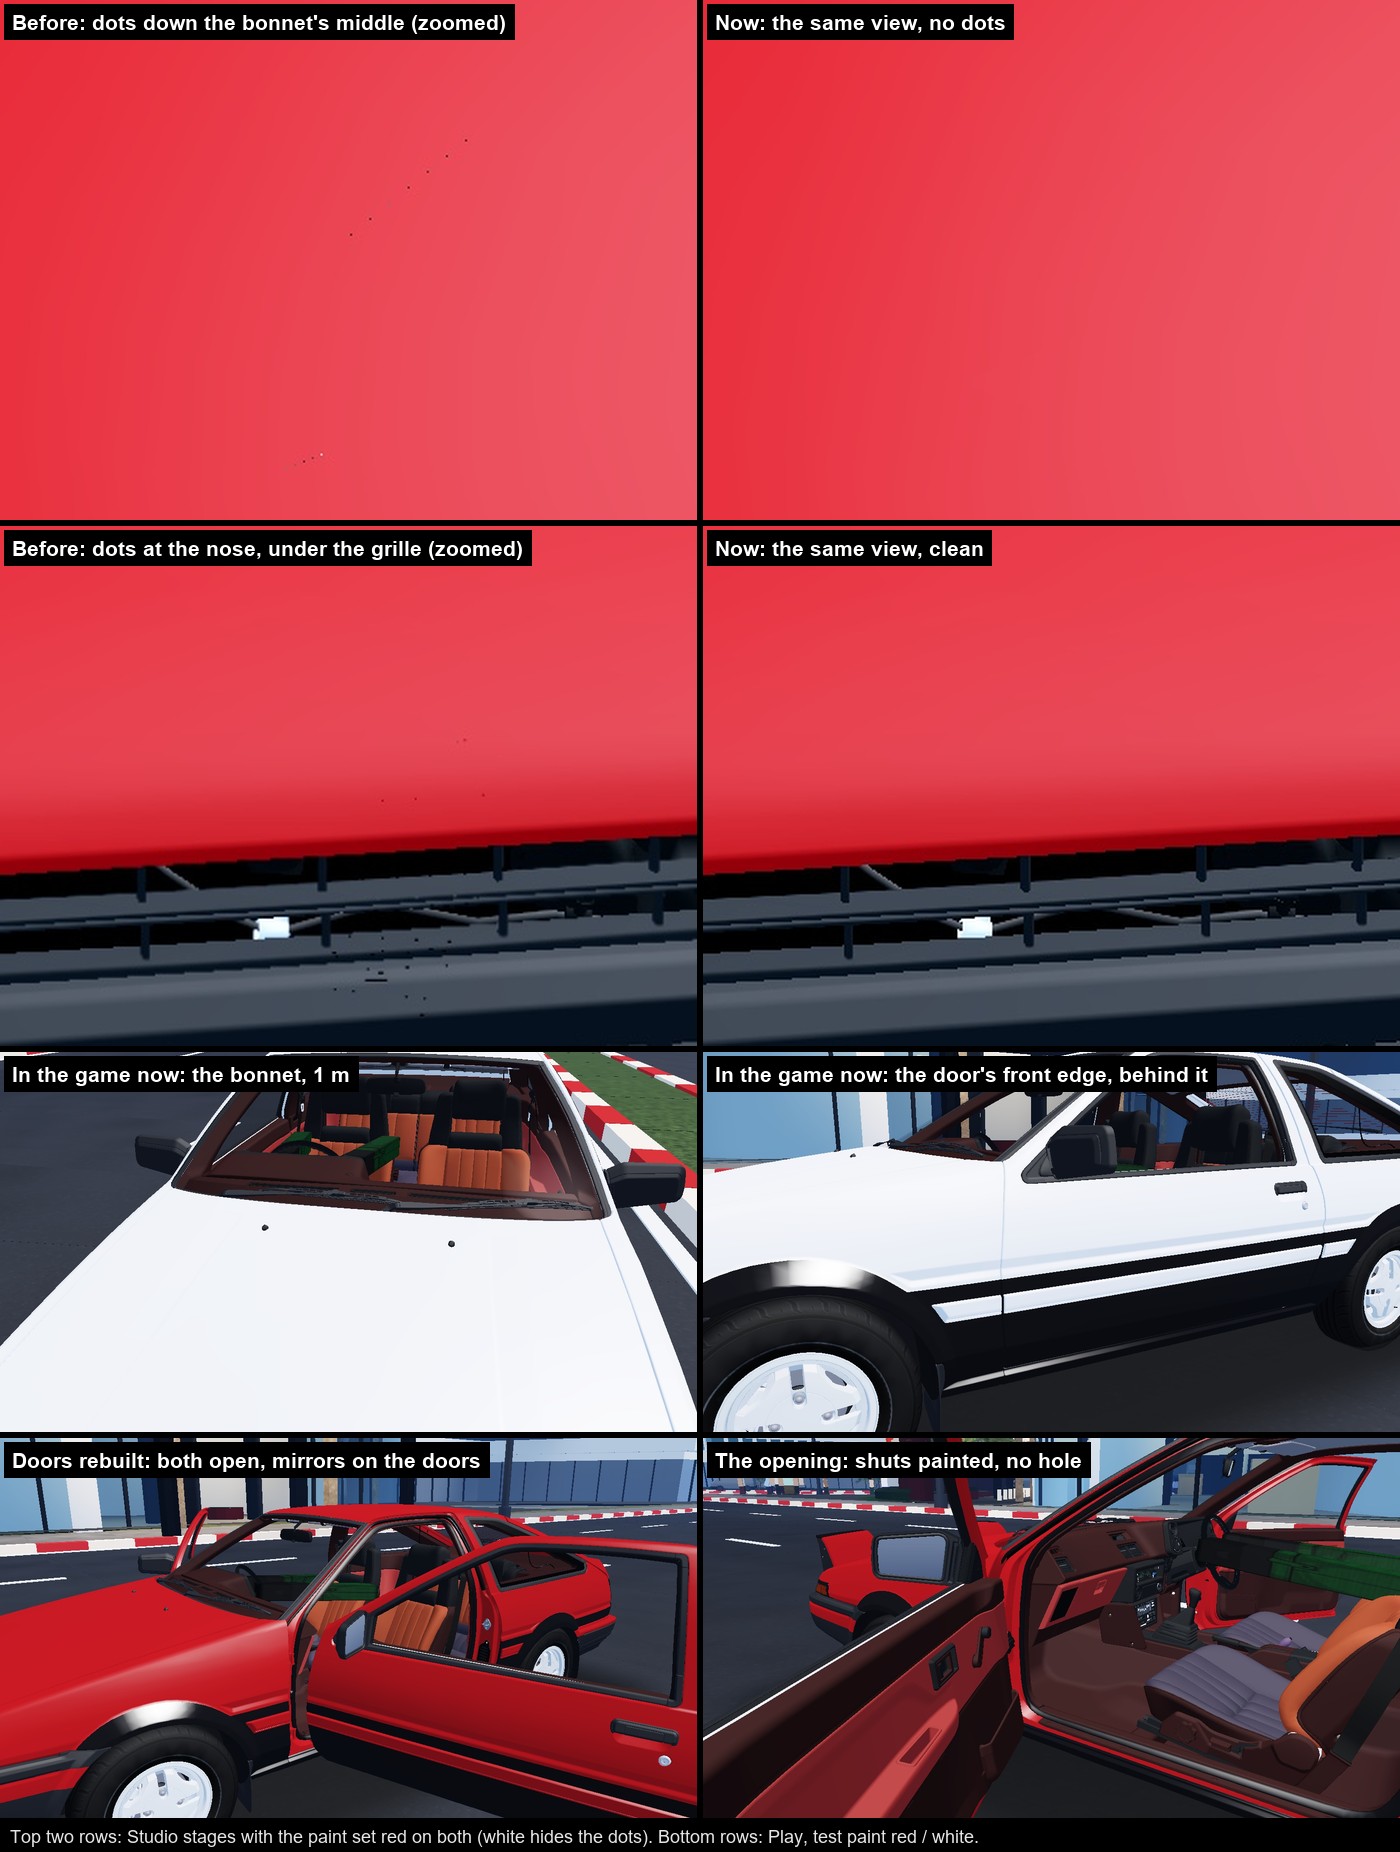 Before: dots down the bonnet's middle (zoomed)
Now: the same view, no dots
Before: dots at the nose, under the grille (zoomed)
Now: the same view, clean
In the game now: the bonnet, 1 m
In the game now: the door's front edge, behind it
Doors rebuilt: both open, mirrors on the doors
The opening: shuts painted, no hole
Top two rows: Studio stages with the paint set red on both (white hides the dots). Bottom rows: Play, test paint red / white.